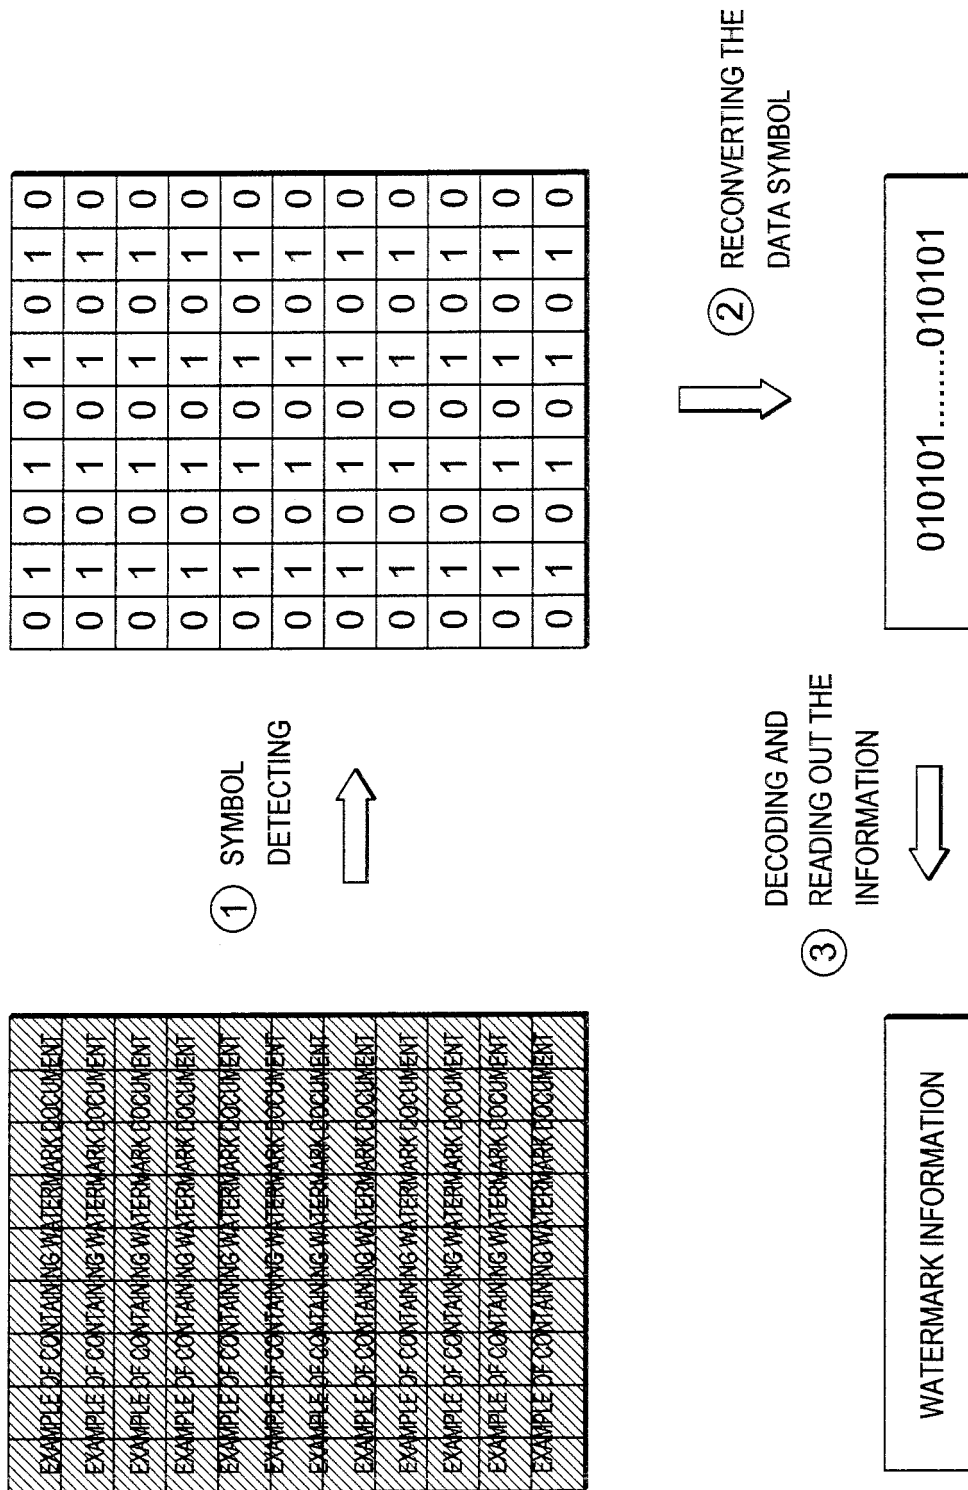 EXAMPLE OF CONTAINING WATERMARK DOCUMENT
EXAMPLE OF CONTAINING WATERMARK DOCUMENT
EXAMPLE OF CONTAINING WATERMARK DOCUMENT
EXAMPLE OF CONTAINING WATERMARK DOCUMENT
EXAMPLE OF CONTAINING WATERMARK DOCUMENT
EXAMPLE OF CONTAINING WATERMARK DOCUMENT
EXAMPLE OF CONTAINING WATERMARK DOCUMENT
EXAMPLE OF CONTAINING WATERMARK DOCUMENT
EXAMPLE OF CONTAINING WATERMARK DOCUMENT
EXAMPLE OF CONTAINING WATERMARK DOCUMENT
EXAMPLE OF CONTAINING WATERMARK DOCUMENT
EXAMPLE OF CONTAINING WATERMARK DOCUMENT
1 SYMBOL
DETECTING
0 1 0 1 0 1 0 1 0
0 1 0 1 0 1 0 1 0
0 1 0 1 0 1 0 1 0
0 1 0 1 0 1 0 1 0
0 1 0 1 0 1 0 1 0
0 1 0 1 0 1 0 1 0
0 1 0 1 0 1 0 1 0
0 1 0 1 0 1 0 1 0
0 1 0 1 0 1 0 1 0
0 1 0 1 0 1 0 1 0
0 1 0 1 0 1 0 1 0
2 RECONVERTING THE
DATA SYMBOL
010101........010101
DECODING AND
3 READING OUT THE
INFORMATION
WATERMARK INFORMATION